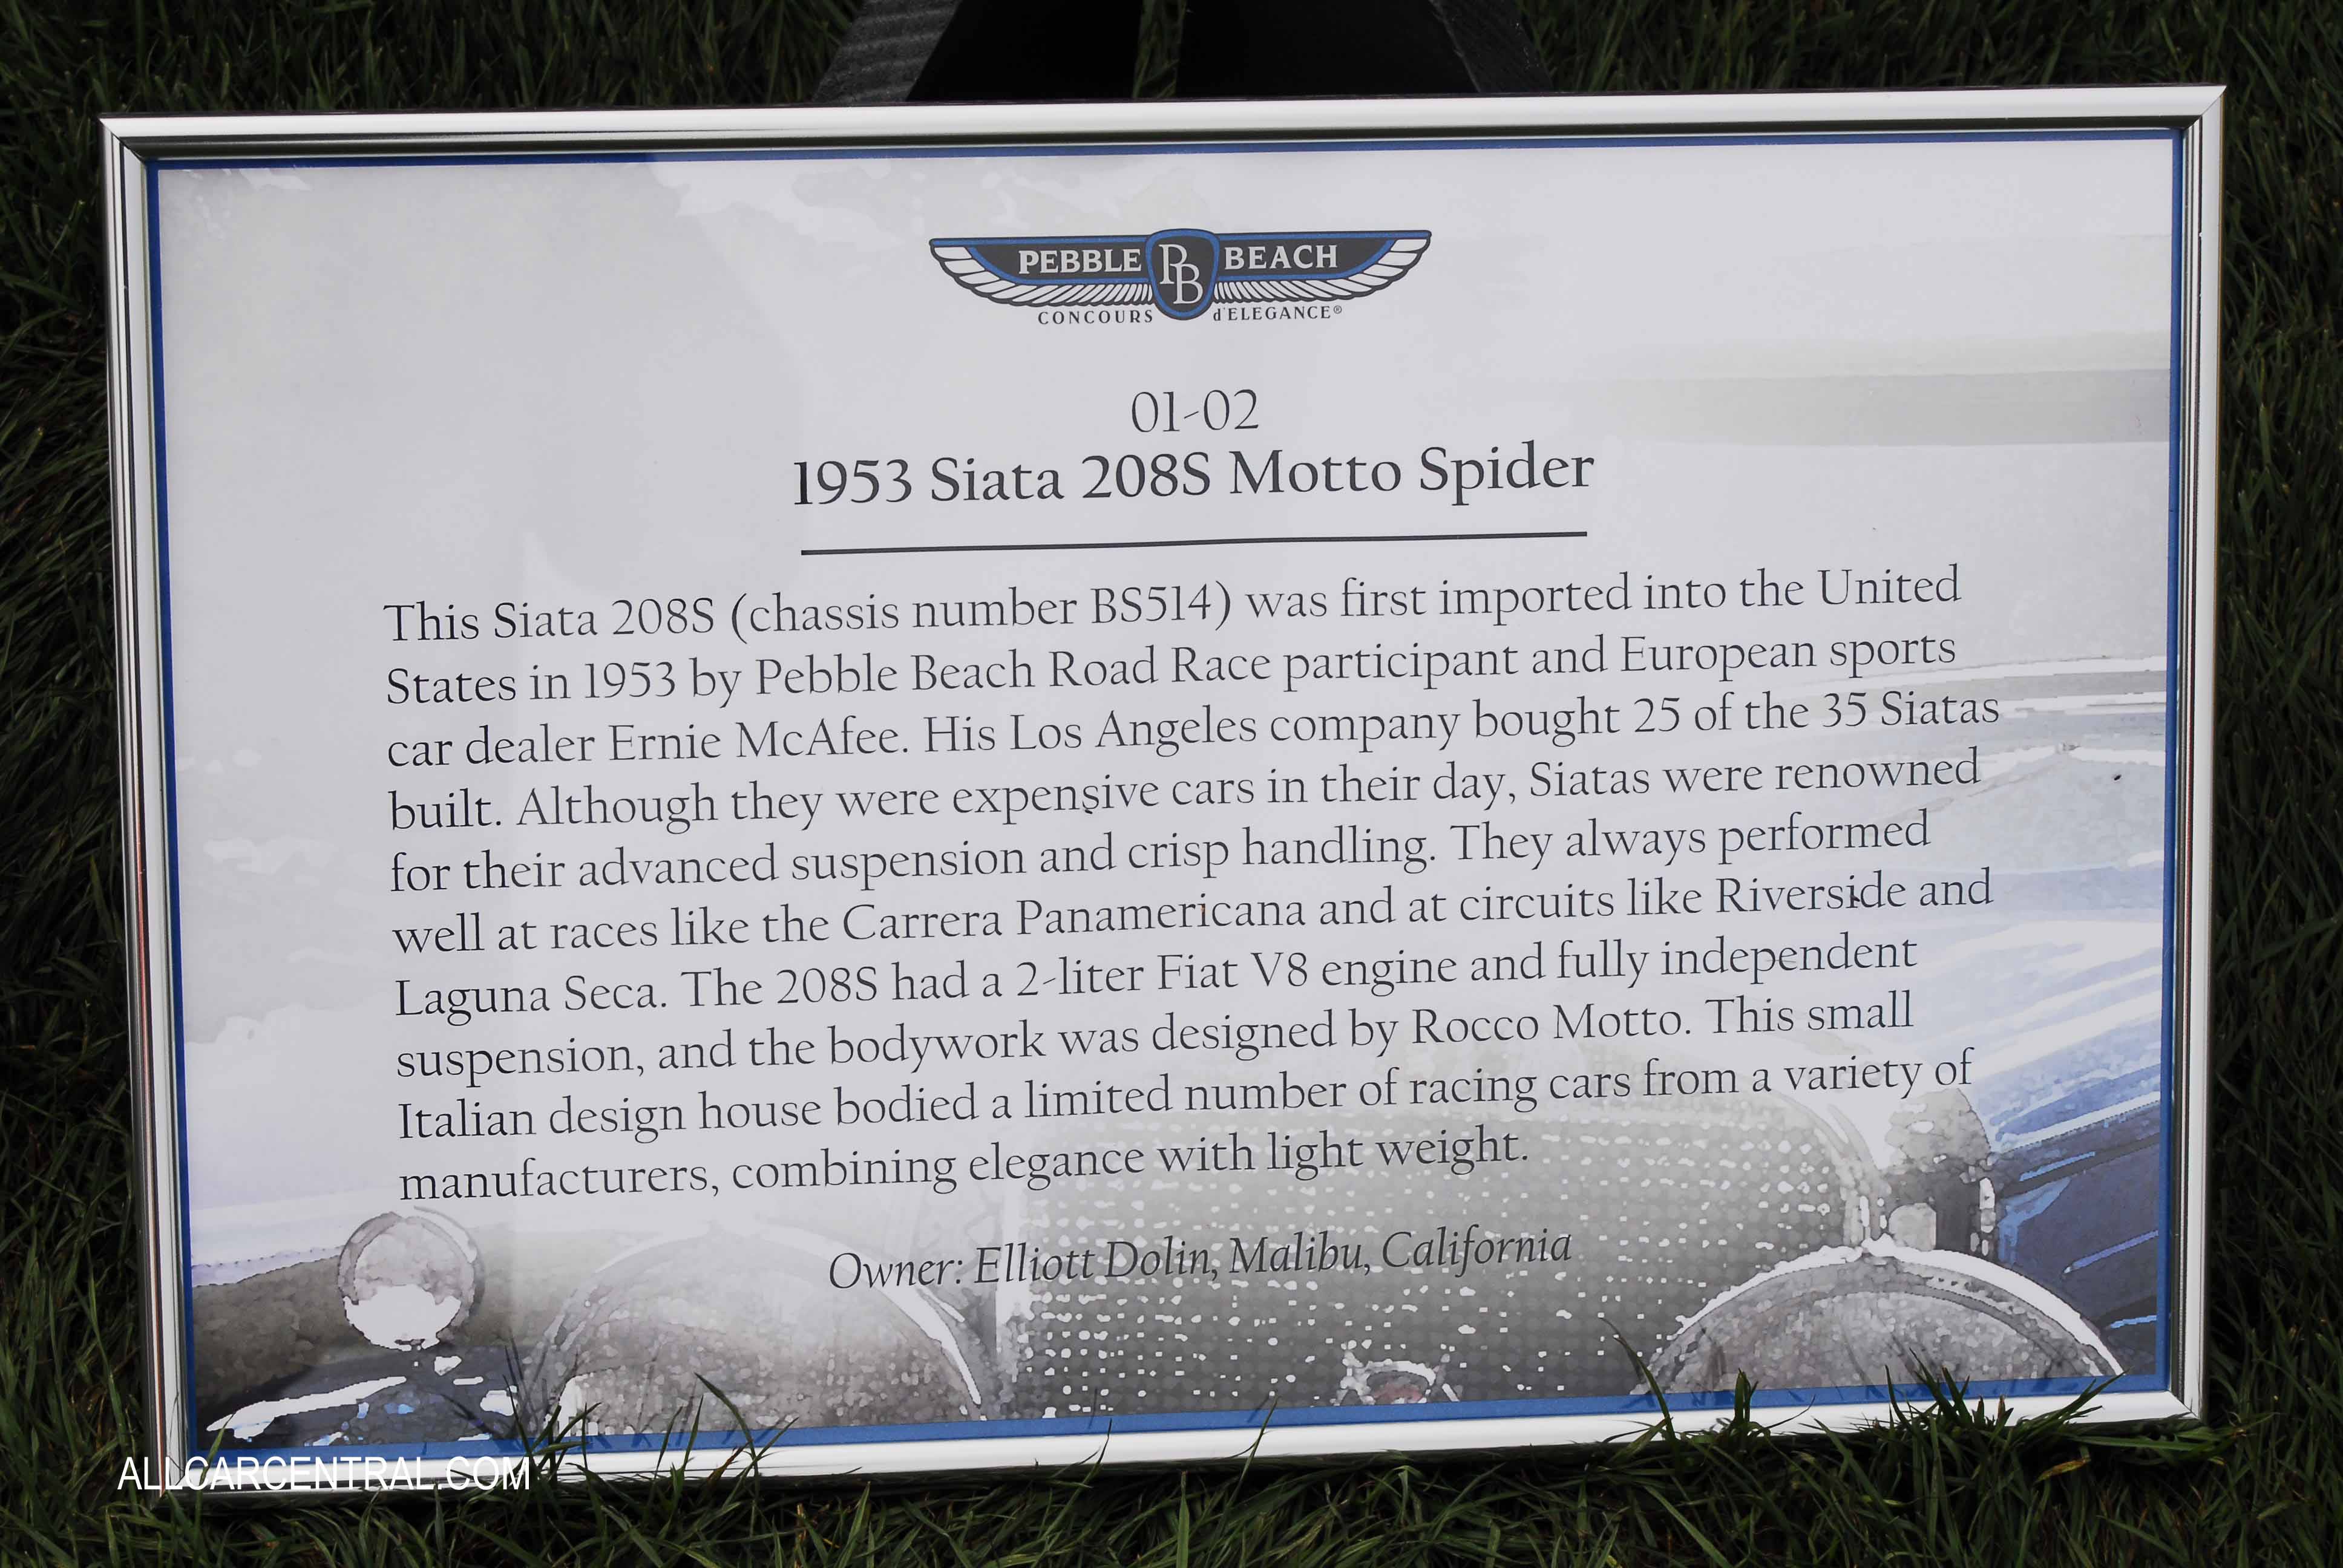 PEBBLE PB BEACH
CONCOURS d'ELEGANCE®
01-02
1953 Siata 208S Motto Spider
This Siata 208S (chassis number BS514) was first imported into the United
States in 1953 by Pebble Beach Road Race participant and European sports
car dealer Ernie McAfee. His Los Angeles company bought 25 of the 35 Siatas
built. Although they were expensive cars in their day, Siatas were renowned
for their advanced suspension and crisp handling. They always performed
well at races like the Carrera Panamericana and at circuits like Riverside and
Laguna Seca. The 208S had a 2-liter Fiat V8 engine and fully independent
suspension, and the bodywork was designed by Rocco Motto. This small
Italian design house bodied a limited number of racing cars from a variety of
manufacturers, combining elegance with light weight.
Owner: Elliott Dolin, Malibu, California
ALLCARCENTRAL.COM